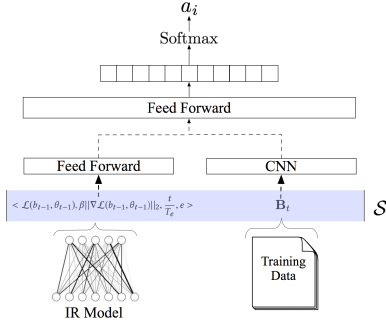 a_i
Softmax
Feed Forward
Feed Forward CNN
< ℒ(b_{t−1}, θ_{t−1}), β||∇ℒ(b_{t−1}, θ_{t−1})||_2, t/T_e, e > B_t 𝒮
Training
Data
IR Model